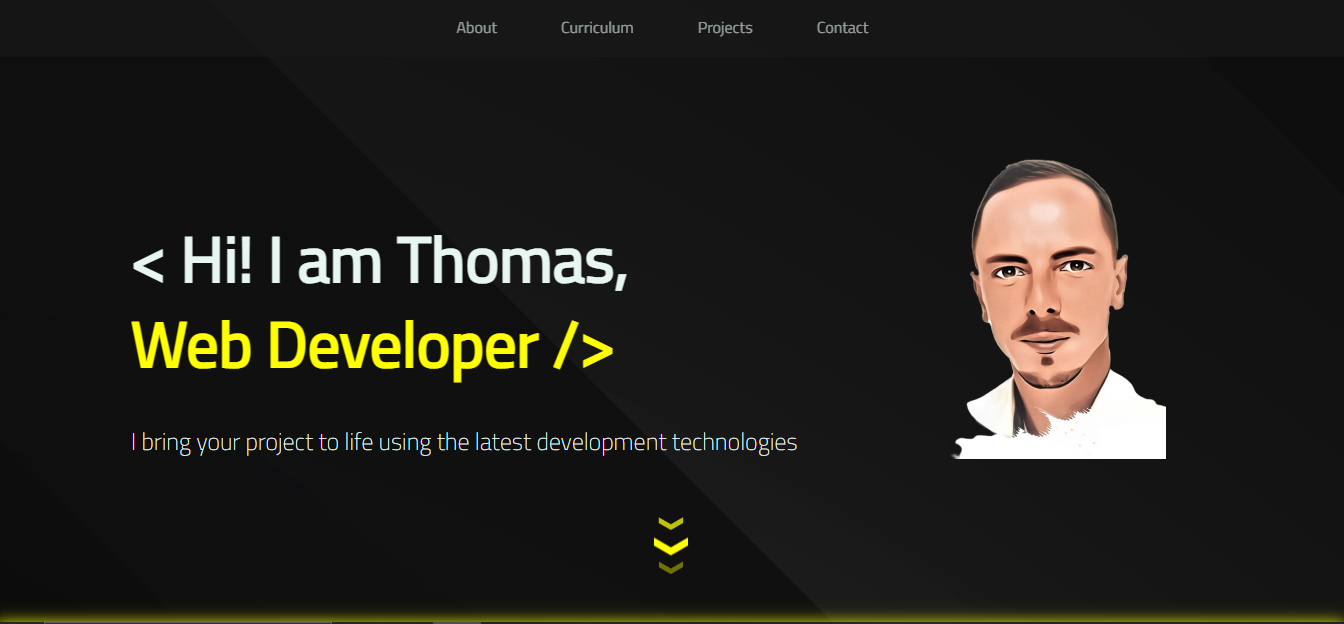 About Curriculum Projects Contact
< Hi! I am Thomas,
Web Developer />
I bring your project to life using the latest development technologies